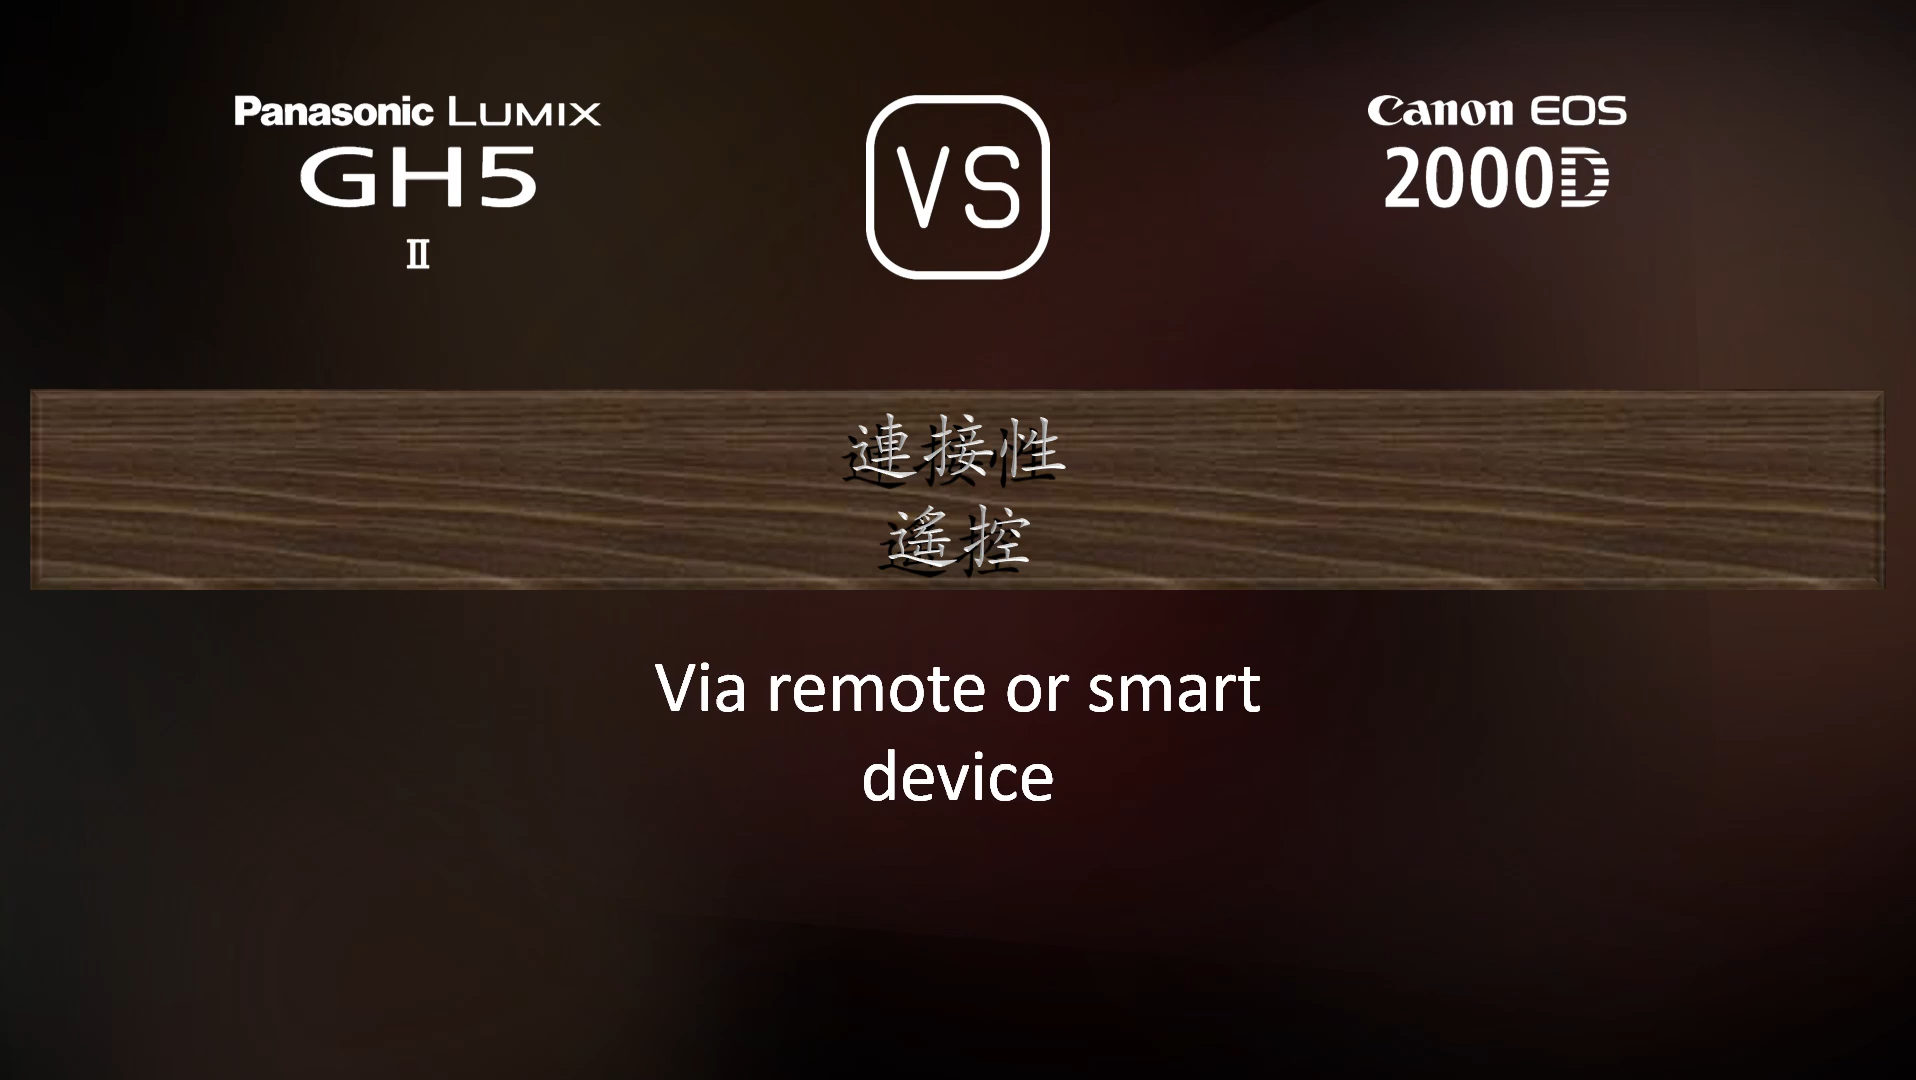 Panasonic LUMIX
GH5
II
VS
Canon EOS
2000D
連接性
遙控
Via remote or smart
device